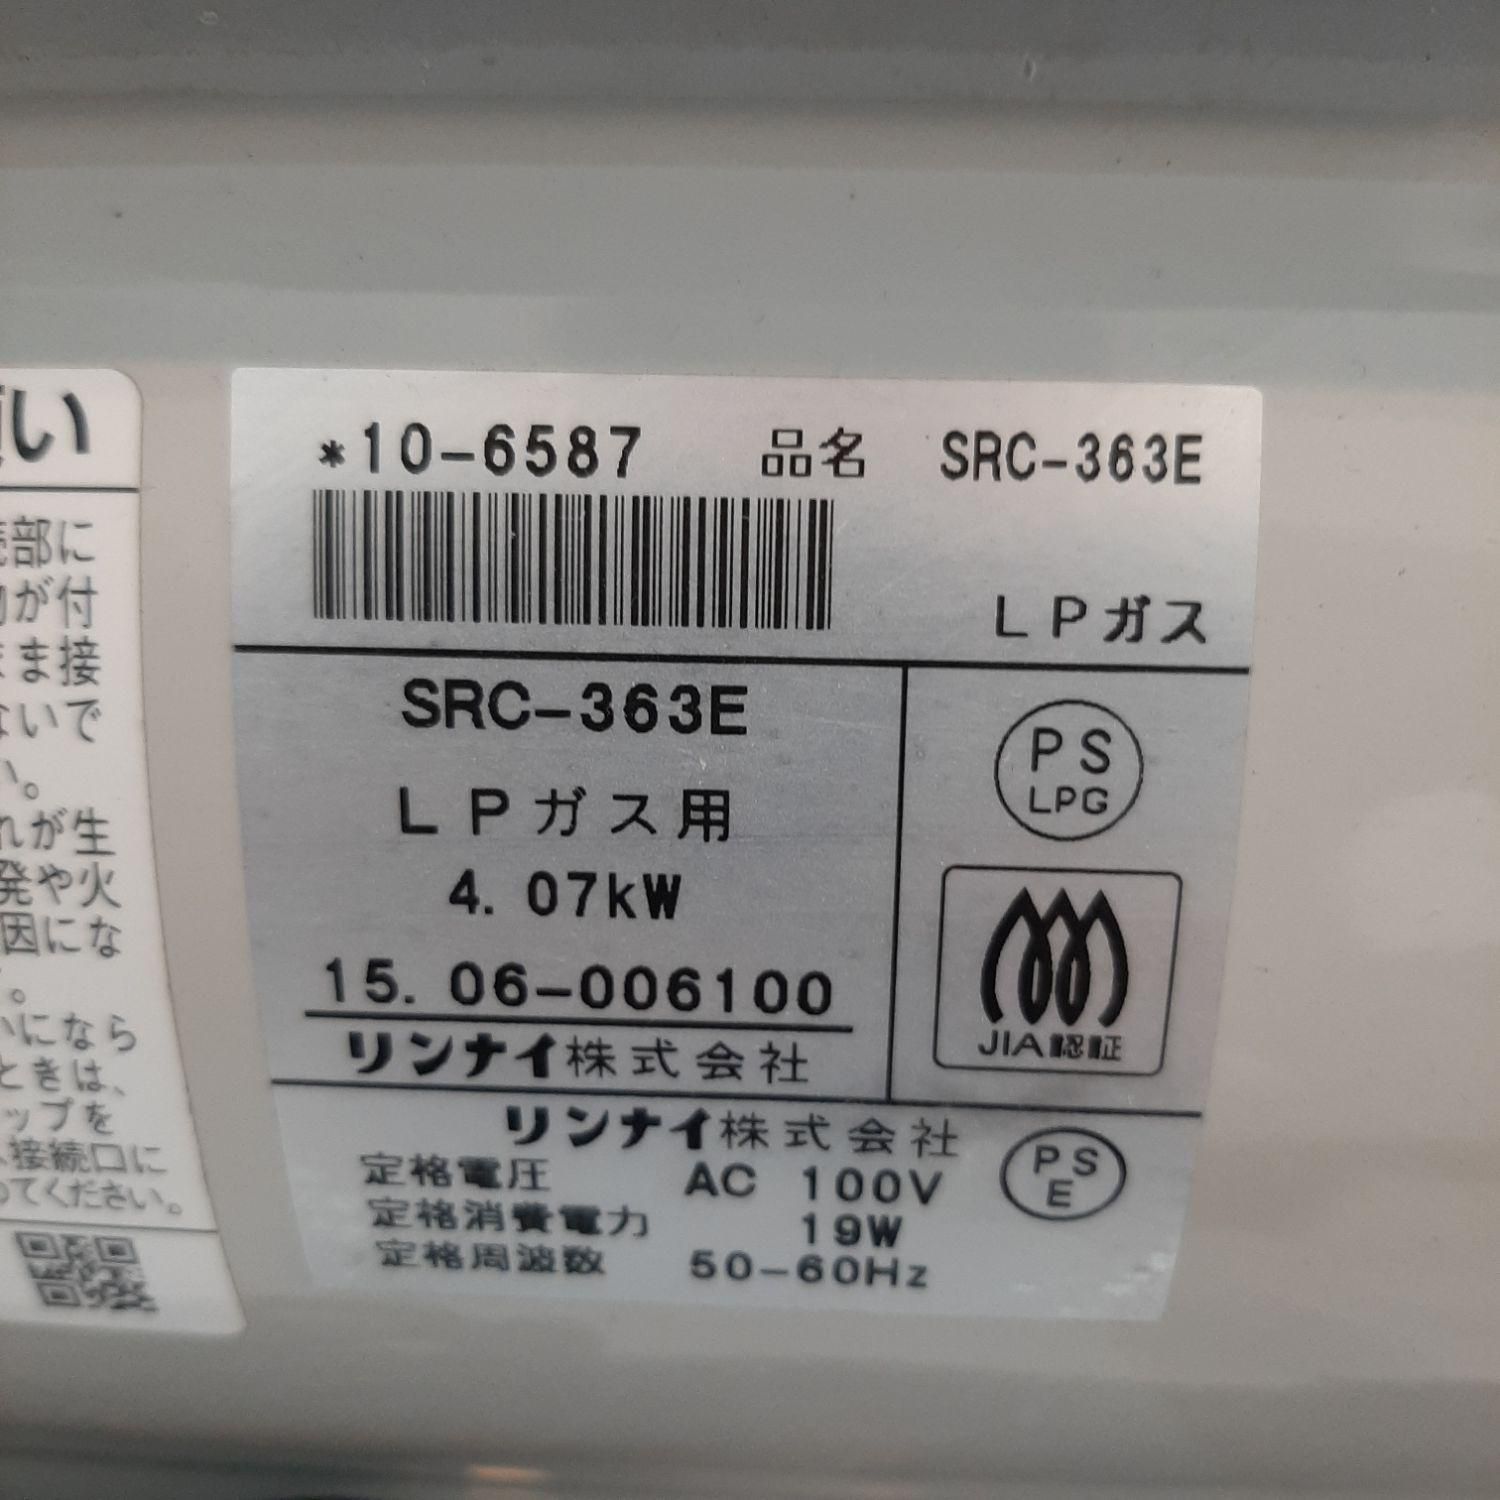 い
部に
が付
まま接
ないで
い。
れが生
発や火
因にな
。
いになら
ときは、
ップを
接続口に
ってください。
*10-6587 品名 SRC-363E
LPガス
SRC-363E
LPガス用
4.07kW
15.06-006100
リンナイ株式会社
PS
LPG
JIA認証
リンナイ株式会社
定格電圧 AC 100V
定格消費電力 19W
定格周波数 50-60Hz
PS
E